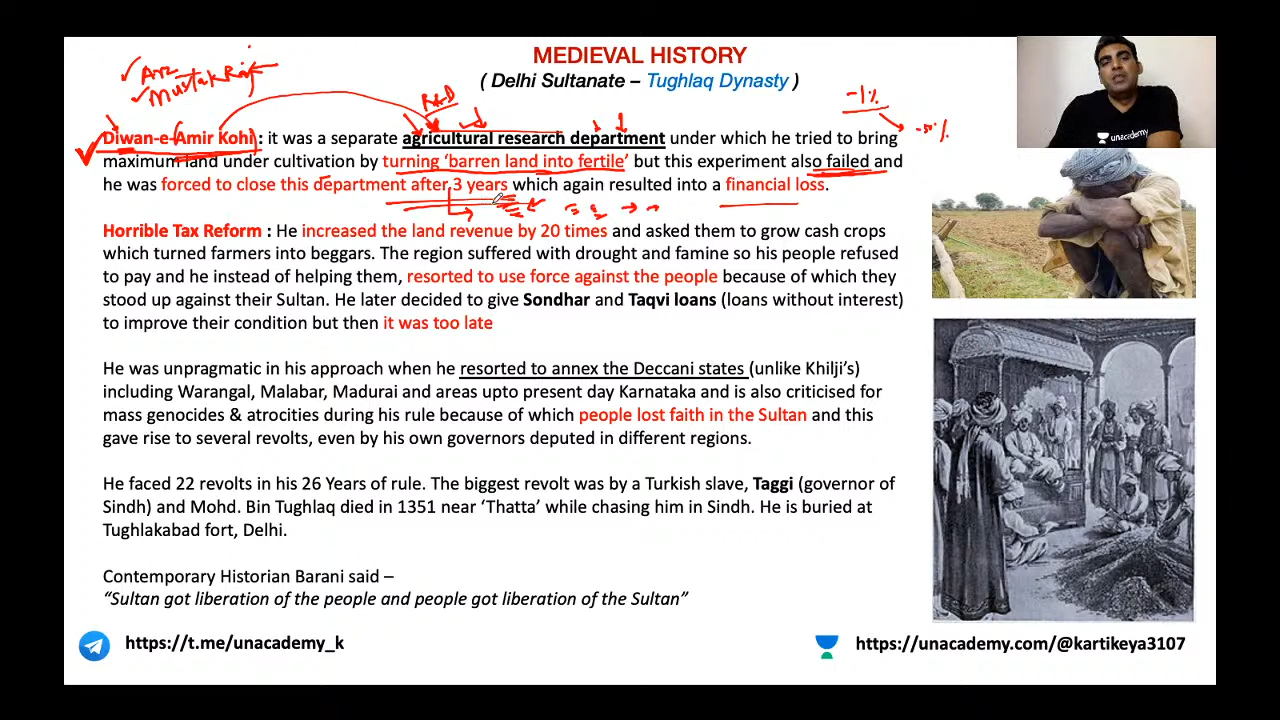 MEDIEVAL HISTORY
( Delhi Sultanate – Tughlaq Dynasty )
Mustak
R&D
-1%
unacademy
Diwan-e-Amir Kohi : it was a separate agricultural research department under which he tried to bring
maximum land under cultivation by turning ‘barren land into fertile’ but this experiment also failed and
he was forced to close this department after 3 years which again resulted into a financial loss.
Horrible Tax Reform : He increased the land revenue by 20 times and asked them to grow cash crops
which turned farmers into beggars. The region suffered with drought and famine so his people refused
to pay and he instead of helping them, resorted to use force against the people because of which they
stood up against their Sultan. He later decided to give Sondhar and Taqvi loans (loans without interest)
to improve their condition but then it was too late
He was unpragmatic in his approach when he resorted to annex the Deccani states (unlike Khilji’s)
including Warangal, Malabar, Madurai and areas upto present day Karnataka and is also criticised for
mass genocides & atrocities during his rule because of which people lost faith in the Sultan and this
gave rise to several revolts, even by his own governors deputed in different regions.
He faced 22 revolts in his 26 Years of rule. The biggest revolt was by a Turkish slave, Taggi (governor of
Sindh) and Mohd. Bin Tughlaq died in 1351 near ‘Thatta’ while chasing him in Sindh. He is buried at
Tughlakabad fort, Delhi.
Contemporary Historian Barani said –
“Sultan got liberation of the people and people got liberation of the Sultan”
https://t.me/unacademy_k
https://unacademy.com/@kartikeya3107